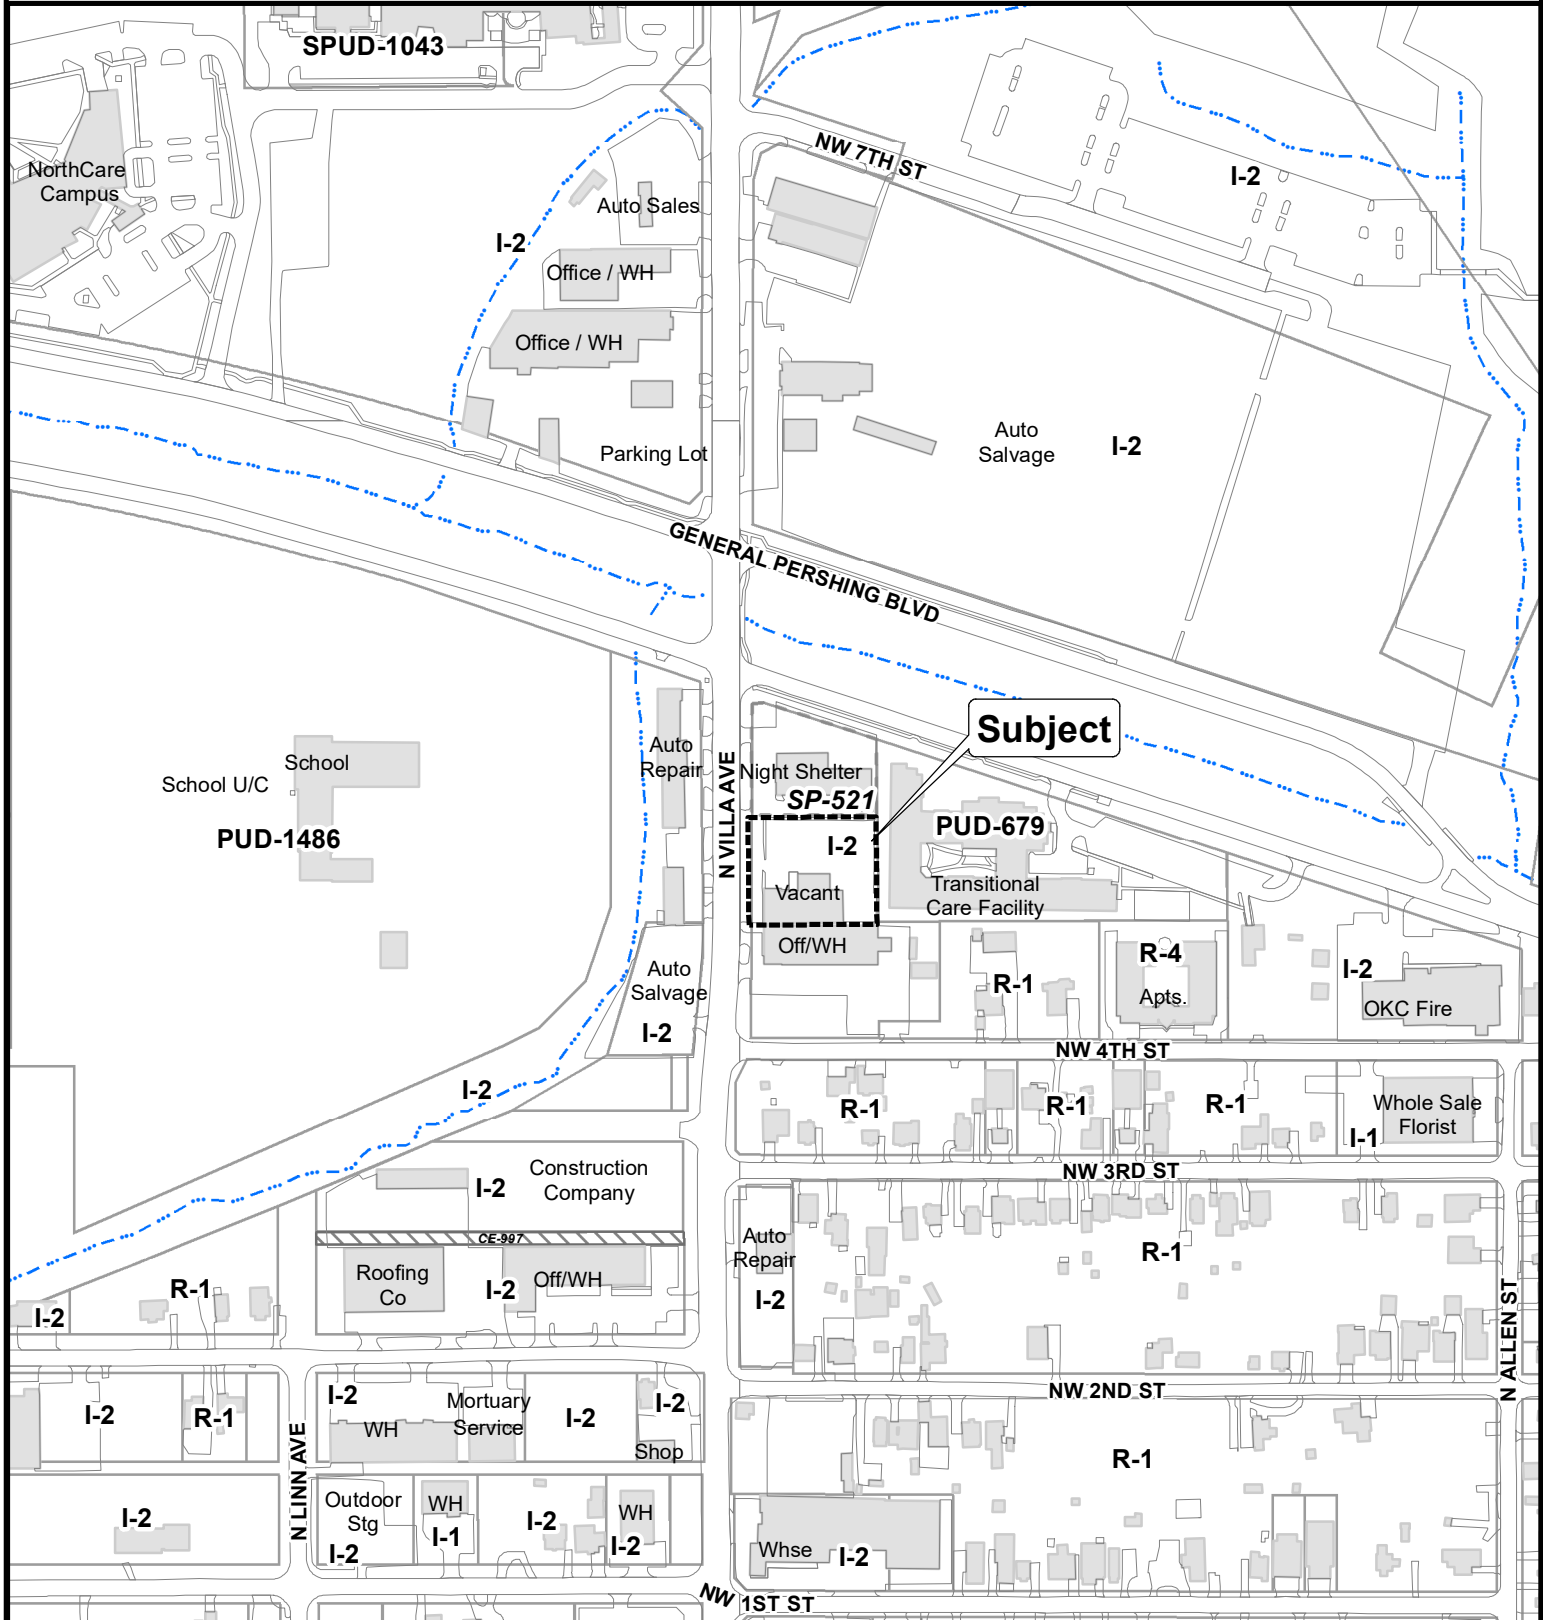 SPUD-1043
NW 7TH ST
NorthCare
Campus
I-2
Auto Sales
I-2
Office / WH
Office / WH
Auto
Salvage
I-2
Parking Lot
GENERAL PERSHING BLVD
Subject
School
School U/C
PUD-1486
Auto
Repair
N VILLA AVE
Night Shelter
SP-521
I-2
Vacant
PUD-679
Transitional
Care Facility
Off/WH
Auto
Salvage
I-2
R-1
R-4
Apts.
I-2
OKC Fire
NW 4TH ST
I-2
R-1
R-1
R-1
Whole Sale
Florist
I-1
NW 3RD ST
Construction
Company
I-2
CE-997
Roofing
Co
I-2
Off/WH
Auto
Repair
I-2
R-1
R-1
I-2
N ALLEN ST
NW 2ND ST
I-2
R-1
N LINN AVE
I-2
WH
Mortuary
Service
I-2
I-2
Shop
R-1
I-2
Outdoor
Stg
I-2
WH
I-1
I-2
WH
I-2
Whse
I-2
NW 1ST ST